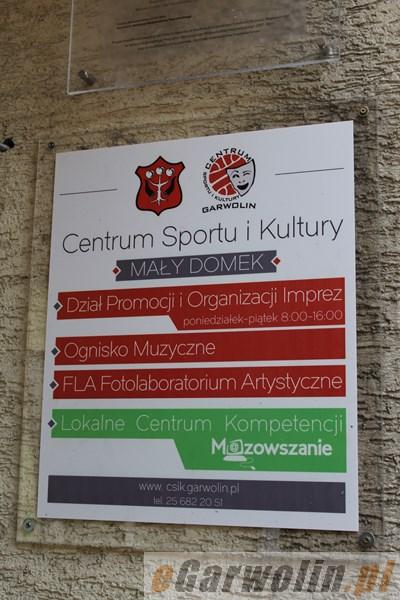 CENTRUM
SPORTU I KULTURY
GARWOLIN
Centrum Sportu i Kultury
MAŁY DOMEK
Dział Promocji i Organizacji Imprez
poniedziałek-piątek 8:00-16:00
Ognisko Muzyczne
FLA Fotolaboratorium Artystyczne
Lokalne Centrum Kompetencji
M@zowszanie
www. csik.garwolin.pl
tel. 25 682 20 51
eGarwolin.pl